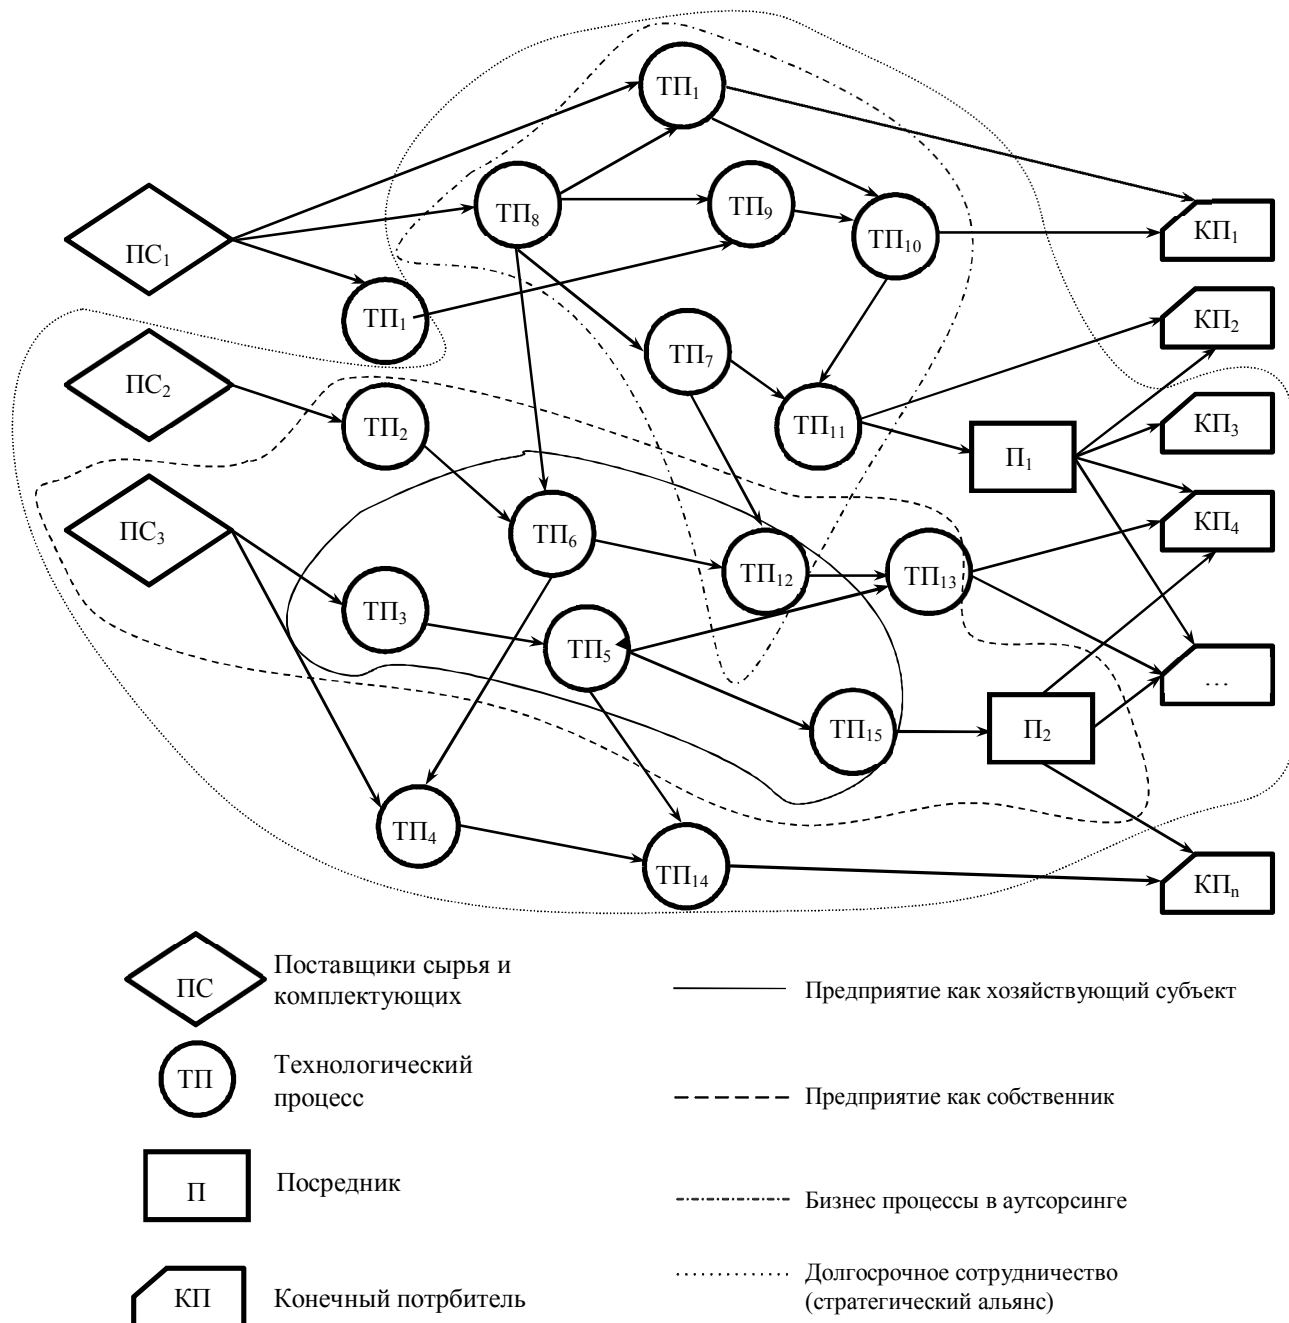 ТП₁
ТП₈
ТП₉
ТП₁₀
КП₁
ПС₁
ТП₁
ТП₇
КП₂
ПС₂
ТП₂
ТП₁₁
П₁
КП₃
ПС₃
ТП₆
КП₄
ТП₃
ТП₁₂
ТП₁₃
ТП₅
...
ТП₁₅
П₂
ТП₄
ТП₁₄
КПₙ
ПС
Поставщики сырья и
комплектующих
Предприятие как хозяйствующий субъект
ТП
Технологический
процесс
Предприятие как собственник
П
Посредник
Бизнес процессы в аутсорсинге
КП
Конечный потрбитель
Долгосрочное сотрудничество
(стратегический альянс)